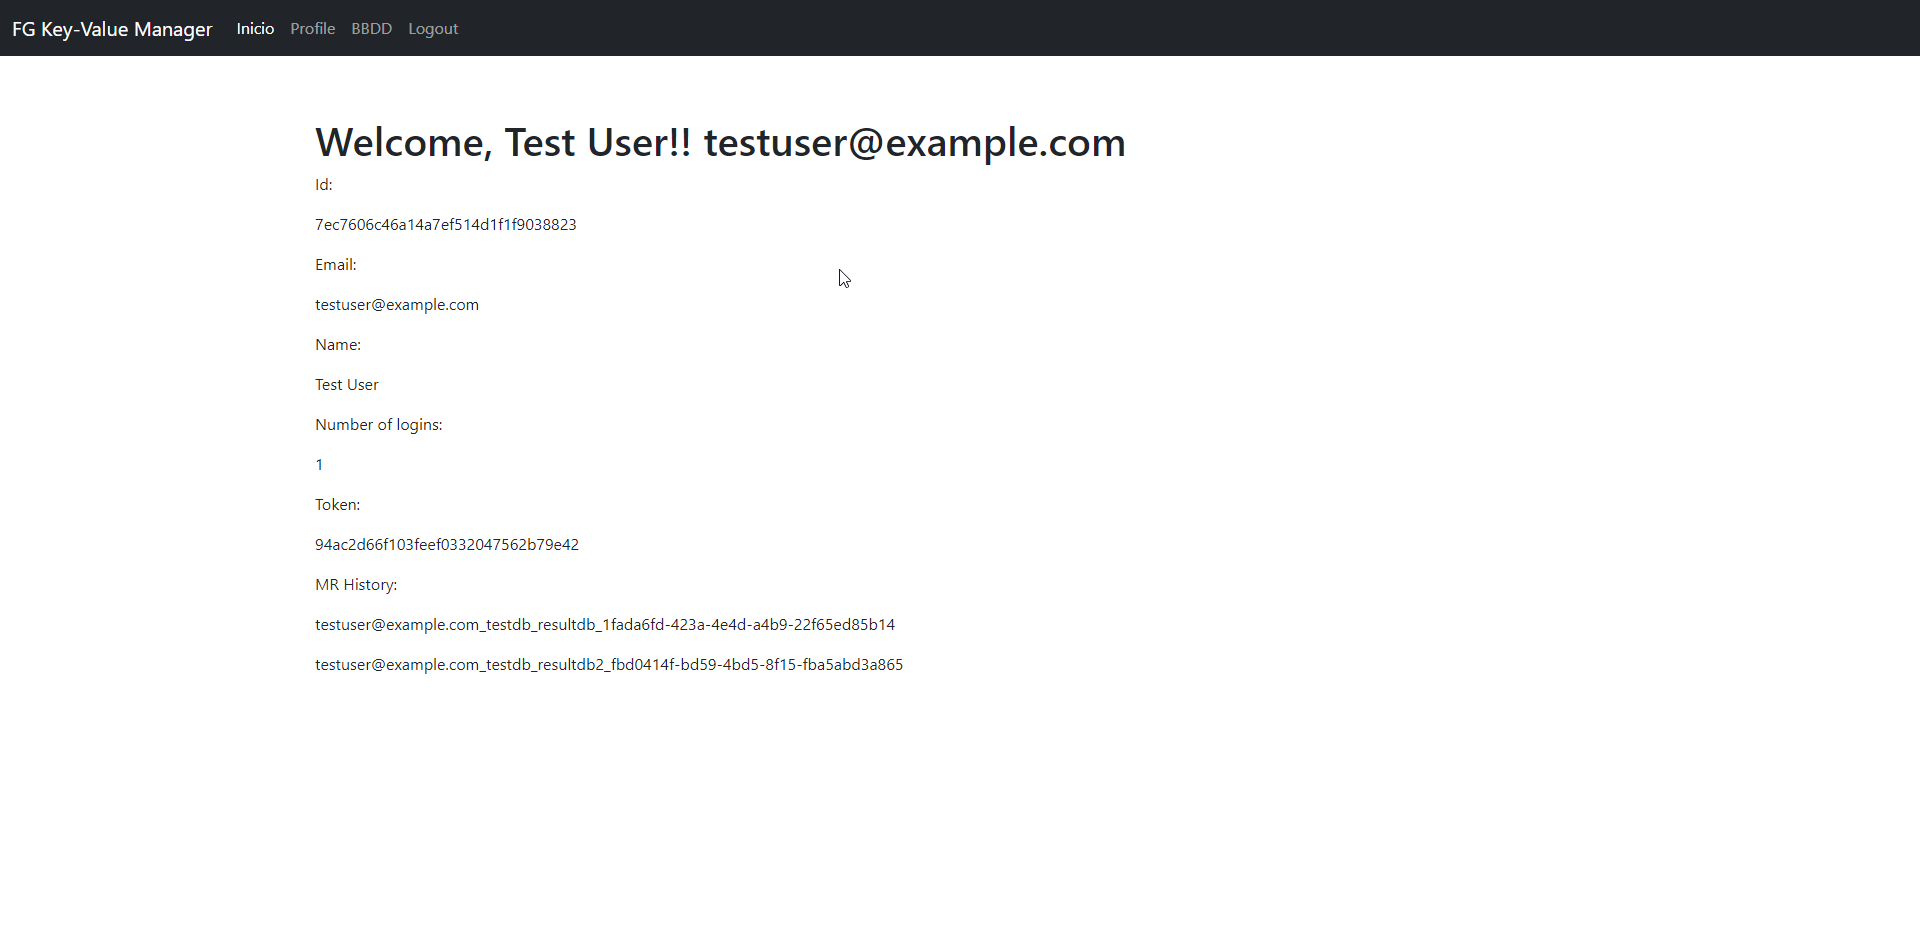 FG Key-Value Manager Inicio Profile BBDD Logout
Welcome, Test User!! testuser@example.com
Id:
7ec7606c46a14a7ef514d1f1f9038823
Email:
testuser@example.com
Name:
Test User
Number of logins:
1
Token:
94ac2d66f103feef0332047562b79e42
MR History:
testuser@example.com_testdb_resultdb_1fada6fd-423a-4e4d-a4b9-22f65ed85b14
testuser@example.com_testdb_resultdb2_fbd0414f-bd59-4bd5-8f15-fba5abd3a865